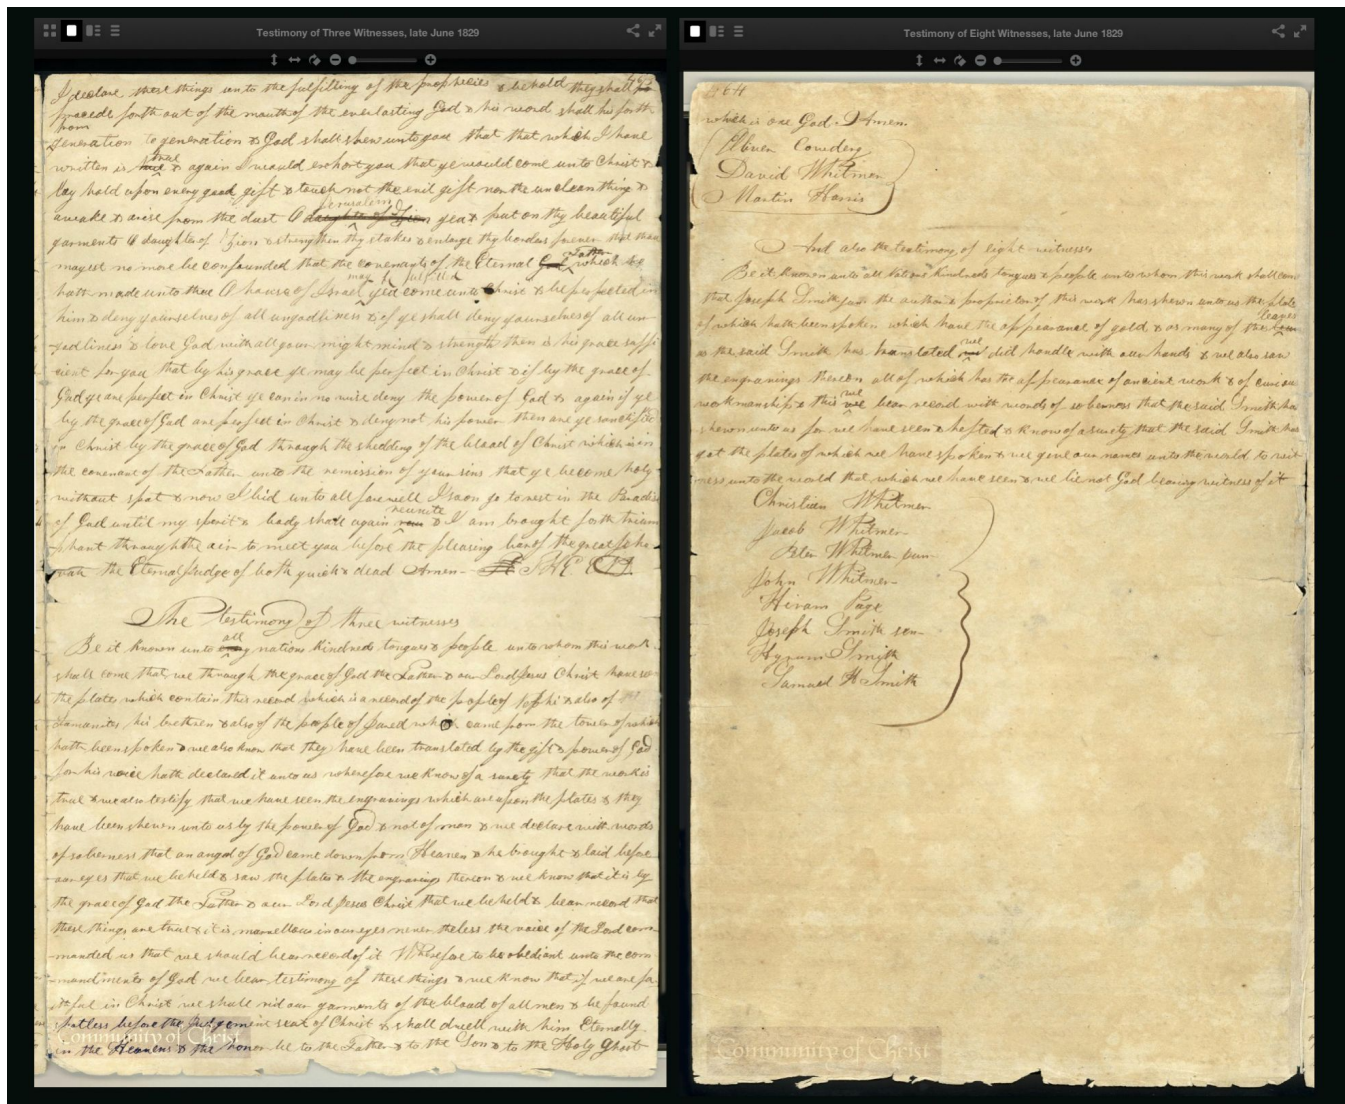 Testimony of Three Witnesses, late June 1829
463
I declare these things unto the fulfilling of the prophecies & behold they shall
proceede forth out of the mouth of the everlasting God & his word shall his forth
from
generation to generation & God shall shew unto you that that which I have
true
written is & again I would exhort you that ye would come unto Christ &
lay hold upon every good gift & touch not the evil gift nor the unclean thing &
Jerusalem
awake & arise from the dust O daughter of Zion yea & put on thy beautiful
garments O daughter of Zion & strengthen thy stakes & enlarge thy borders forever that thou
Father
mayest no more be confounded that the covenants of the Eternal God which he
may be fulfilled
hath made unto thee O house of Israel yea come unto Christ & be perfected in
him & deny yourselves of all ungodliness & if ye shall deny yourselves of all un-
godliness & love God with all your might mind & strength then is his grace suffi
cient for you that by his grace ye may be perfect in Christ & if by the grace of
God ye are perfect in Christ ye can in no wise deny the power of God & again if ye
by the grace of God are perfect in Christ & deny not his power then are ye sanctified
in Christ by the grace of God through the shedding of the blood of Christ which is in
the covenant of the Father unto the remission of your sins that ye become holy
without spot & now I bid unto all farewell I soon go to rest in the Paradise
reunite
of God until my spirit & body shall again & I am brought forth trium
-phant through the air to meet you before the pleasing bar of the great Jeho
vah the Eternal Judge of both quick & dead Amen-
The testimony of three witnesses
all
Be it known unto nations kindreds tongues & people unto whom this work
shall come that we through the grace of God the Father & our Lord Jesus Christ have seen
the plates which contain this record which is a record of the people of Nephi & also of the
Lamanites his brethren & also of the people of Jared which came from the tower of which
hath been spoken & we also know that they have been translated by the gift & power of God
for his voice hath declared it unto us wherefore we know of a surety that the work is
true & we also testify that we have seen the engravings which are upon the plates & they
have been shewn unto us by the power of God & not of man & we declare with words
of soberness that an angel of God came down from Heaven & he brought & laid before
our eyes that we beheld & saw the plates & the engravings thereon & we know that it is by
the grace of God the Father & our Lord Jesus Christ that we beheld & bear record that
these things are true & it is marvellous in our eyes never theless the voice of the Lord com
manded us that we should bear record of it Wherefore to be obediant unto the com
-mandments of God we bear testimony of these things & we know that if we are fa
ithful in Christ we shall rid our garments of the blood of all men & be found
spotless before the Judgement seat of Christ & shall dwell with him Eternally
in the Heavens & the honor be to the Father & to the Son & to the Holy Ghost
Community of Christ
Testimony of Eight Witnesses, late June 1829
464
which is one God. Amen.
Oliver Cowdery
David Whitmer
Martin Harris
And also the testimony of eight witnesses
Be it known unto all nations kindreds tongues & people unto whom this work shall come
that Joseph Smith jun the author & proprietor of this work has shewn unto us the plates
leaves
of which hath been spoken which have the appearance of gold & as many of the
we
as the said Smith has translated did handle with our hands & we also saw
the engravings thereon all of which has the appearance of ancient work & of curious
we
workmanship & this bear record with words of soberness that the said Smith has
shewn unto us for we have seen & hefted & know of a surety that the said Smith has
got the plates of which we have spoken & we give our names unto the world to wit
ness unto the world that which we have seen & we lie not God bearing witness of it
Christian Whitmer
Jacob Whitmer
Peter Whitmer jun
John Whitmer
Hiram Page
Joseph Smith sen
Hyrum Smith
Samuel H Smith
Community of Christ